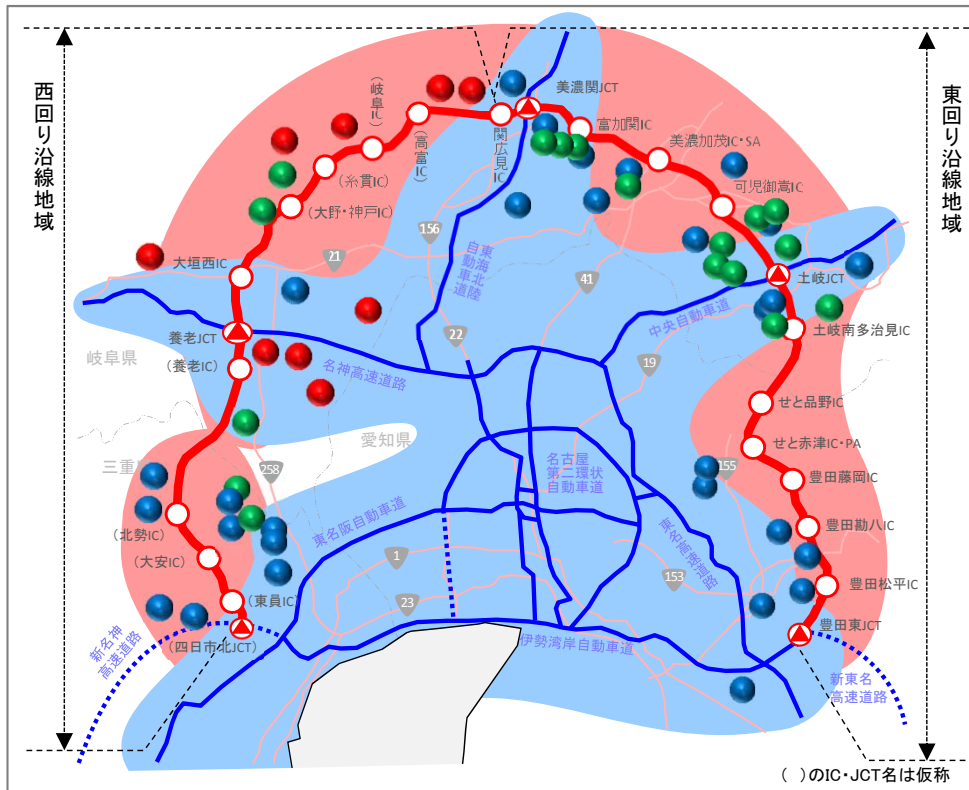 西回り沿線地域
東回り沿線地域
(岐阜IC)
(高富IC)
関広見IC
美濃関JCT
富加関IC
美濃加茂IC・SA
可児御嵩IC
(糸貫IC)
(大野・神戸IC)
156
21
東海北陸
自動車道
41
大垣西IC
土岐JCT
中央自動車道
養老JCT
22
土岐南多治見IC
岐阜県
(養老IC)
名神高速道路
19
せと品野IC
愛知県
せと赤津IC・PA
三重
258
名古屋
第二環状
自動車道
155
豊田藤岡IC
(北勢IC)
東名阪自動車道
東名高速道路
豊田勘八IC
(大安IC)
1
153
豊田松平IC
(東員IC)
23
豊田東JCT
(四日市北JCT)
伊勢湾岸自動車道
新名神
高速道路
新東名
高速道路
( )のIC・JCT名は仮称